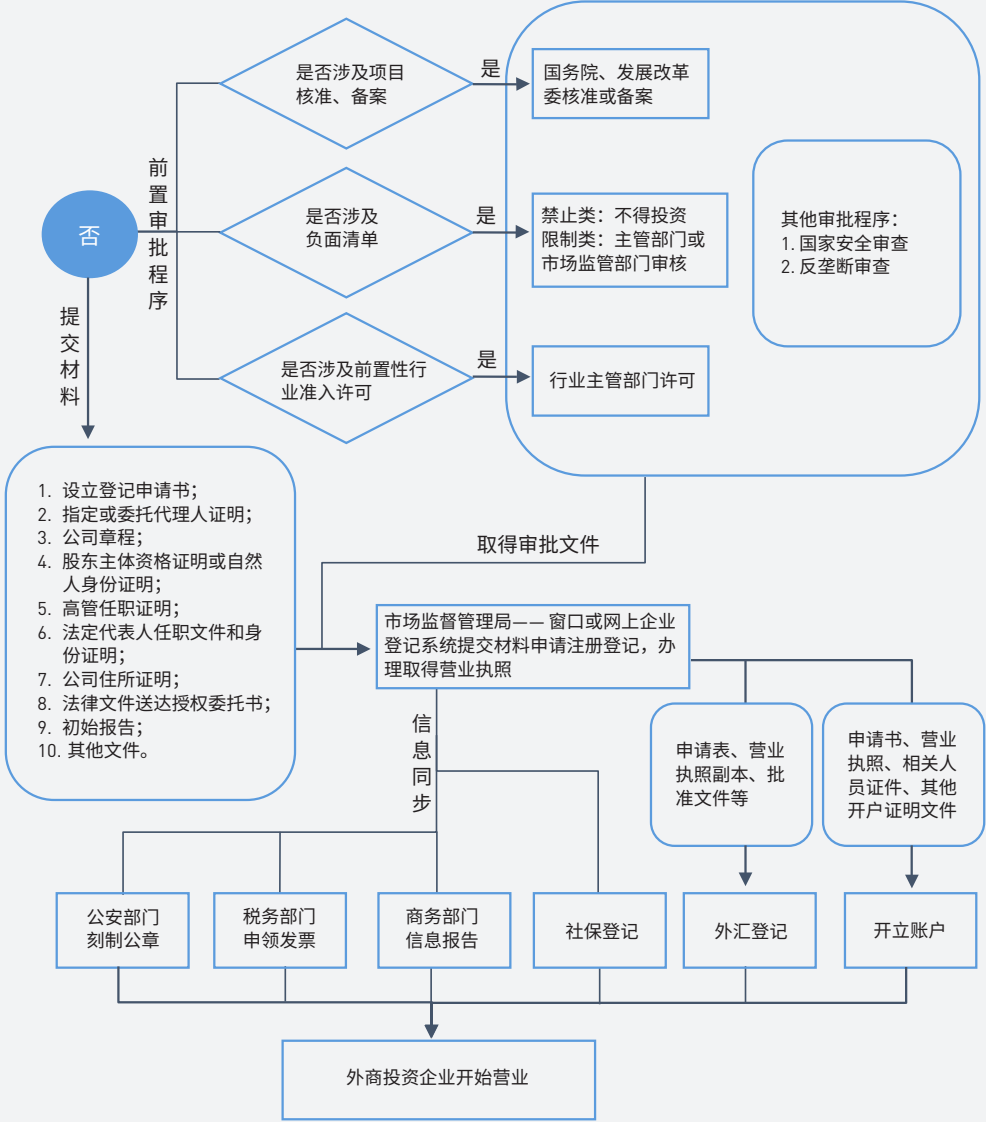 是否涉及项目
核准、备案
是
国务院、发展改革
委核准或备案
前置审批程序
否
是否涉及
负面清单
是
禁止类：不得投资
限制类：主管部门或
市场监管部门审核
其他审批程序：
1. 国家安全审查
2. 反垄断审查
提交材料
是否涉及前置性行
业准入许可
是
行业主管部门许可
1. 设立登记申请书；
2. 指定或委托代理人证明；
3. 公司章程；
4. 股东主体资格证明或自然
人身份证明；
5. 高管任职证明；
6. 法定代表人任职文件和身
份证明；
7. 公司住所证明；
8. 法律文件送达授权委托书；
9. 初始报告；
10. 其他文件。
取得审批文件
市场监督管理局——窗口或网上企业
登记系统提交材料申请注册登记，办
理取得营业执照
信息同步
申请表、营业
执照副本、批
准文件等
申请书、营业
执照、相关人
员证件、其他
开户证明文件
公安部门
刻制公章
税务部门
申领发票
商务部门
信息报告
社保登记
外汇登记
开立账户
外商投资企业开始营业